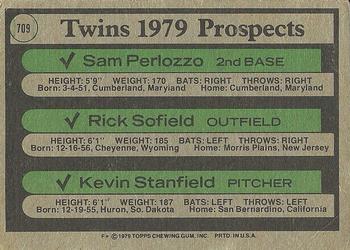 709
Twins 1979 Prospects
Sam Perlozzo 2nd BASE
HEIGHT: 5'9" WEIGHT: 170 BATS: RIGHT THROWS: RIGHT
Born: 3-4-51, Cumberland, Maryland Home: Cumberland, Maryland
Rick Sofield OUTFIELD
HEIGHT: 6'1" WEIGHT: 185 BATS: LEFT THROWS: RIGHT
Born: 12-16-56, Cheyenne, Wyoming Home: Morris Plains, New Jersey
Kevin Stanfield PITCHER
HEIGHT: 6'1" WEIGHT: 187 BATS: LEFT THROWS: LEFT
Born: 12-19-55, Huron, So. Dakota Home: San Bernardino, California
F* © 1979 TOPPS CHEWING GUM, INC. PRTD. IN U.S.A.